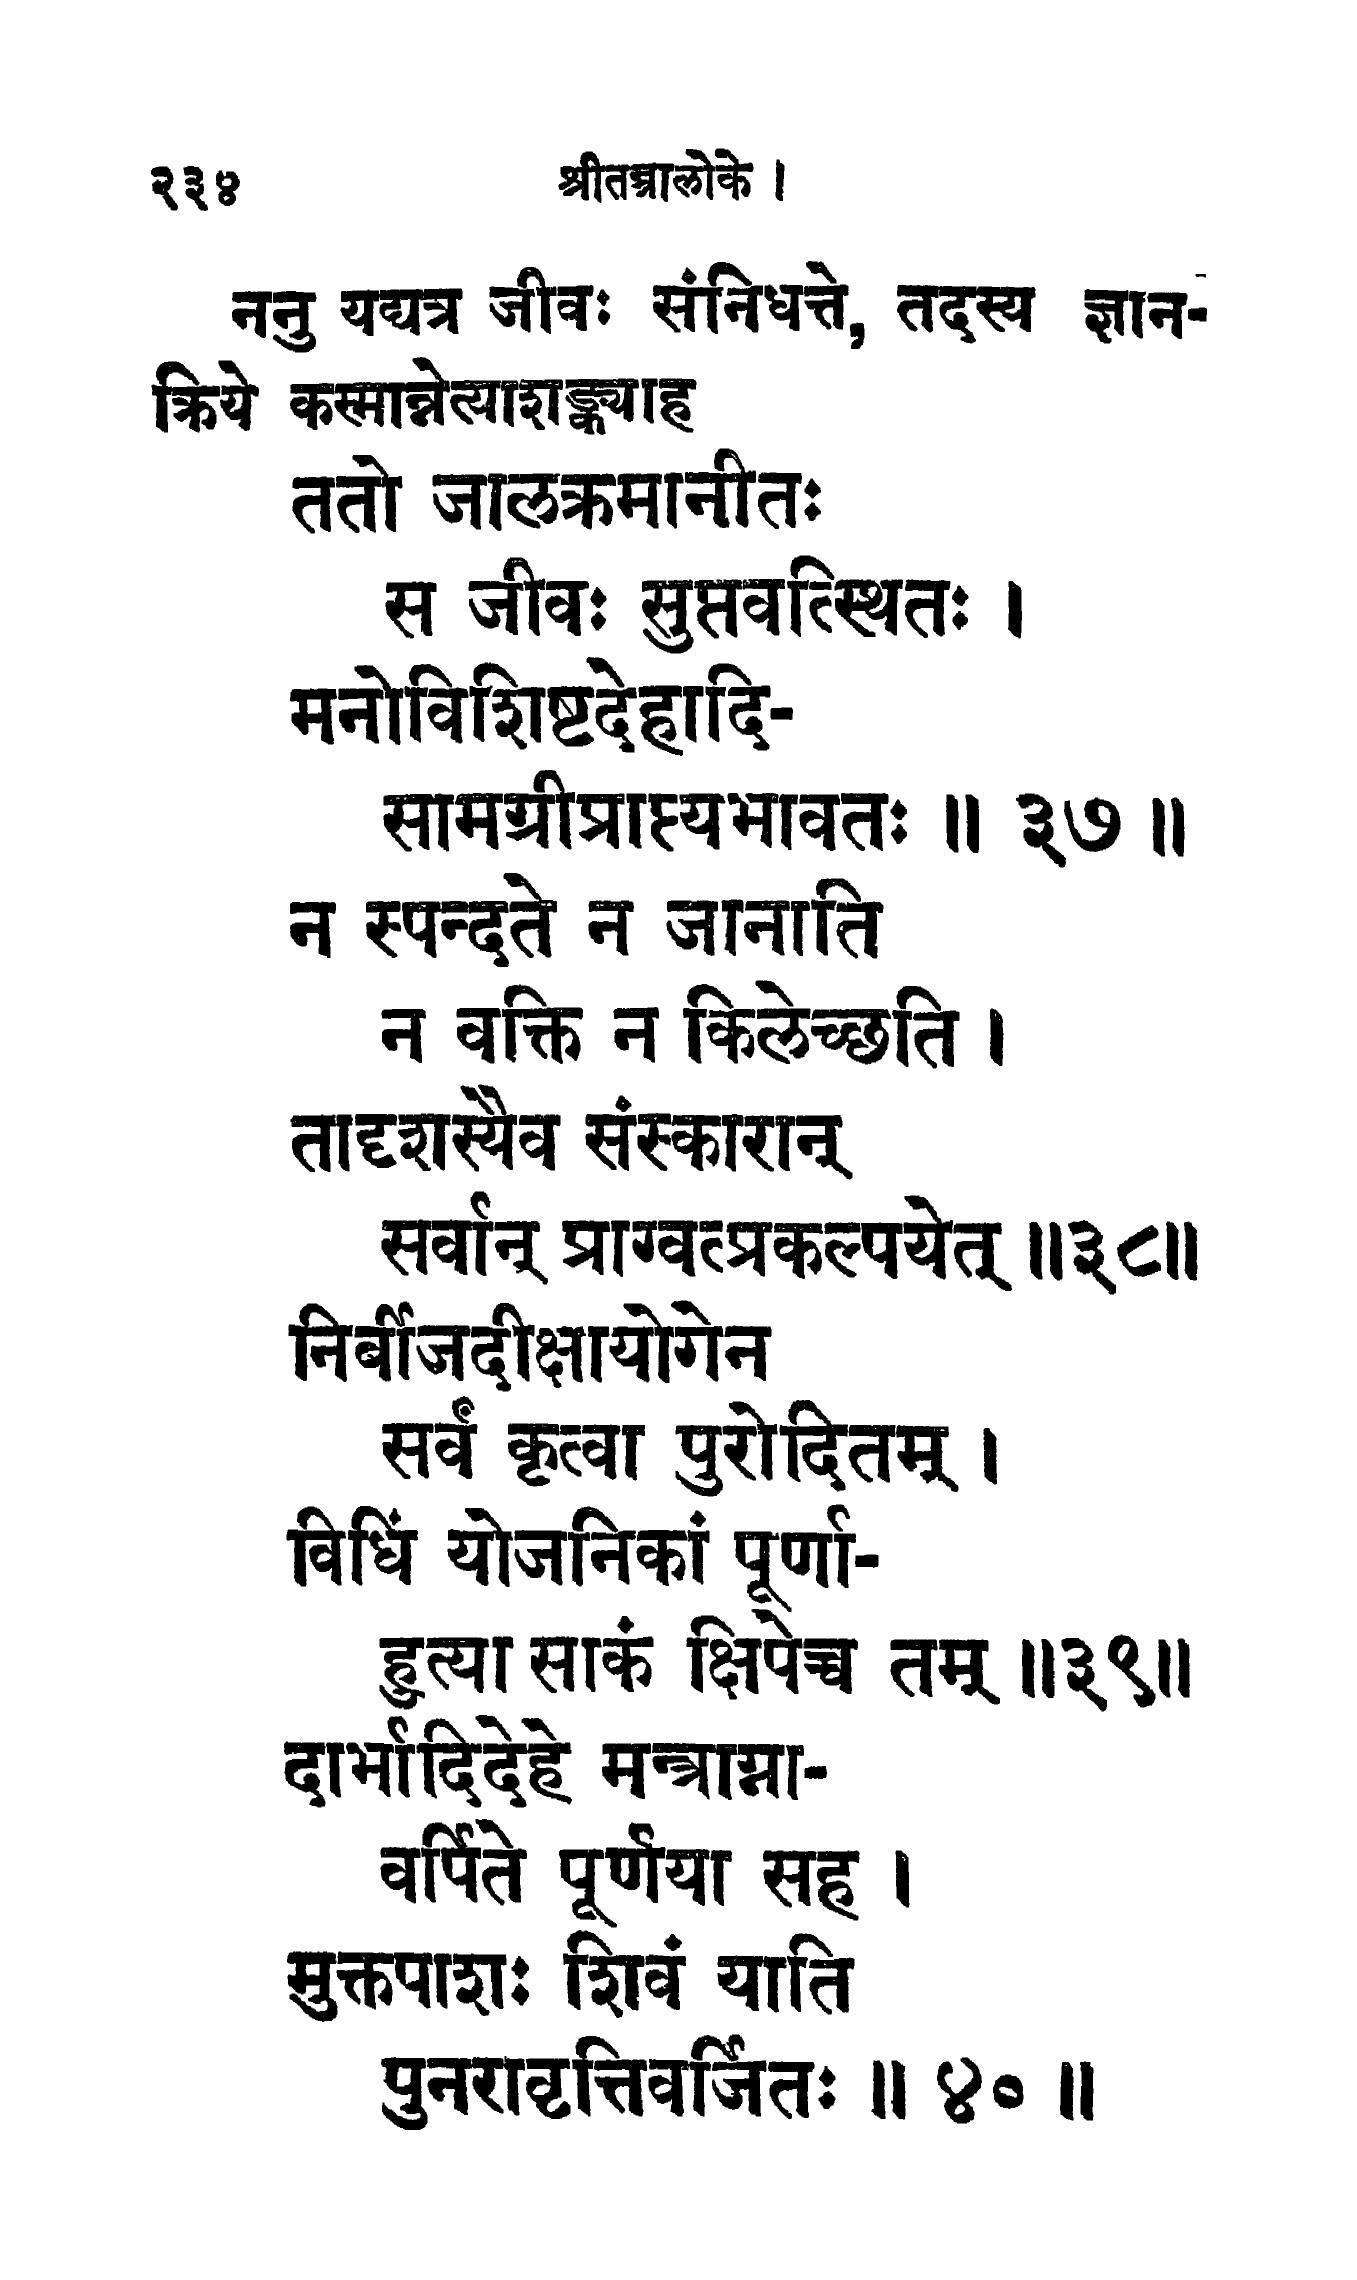 २३४ श्रीतन्त्रालोके ।
ननु यद्यत्र जीवः संनिधत्ते, तदस्य ज्ञान-
क्रिये कस्मान्नेत्याशङ्क्याह
ततो जालक्रमानीतः
स जीवः सुप्तवत्स्थितः ।
मनोविशिष्टदेहादि-
सामग्रीप्राप्त्यभावतः ॥ ३७ ॥
न स्पन्दते न जानाति
न वक्ति न किलेच्छति ।
तादृशस्यैव संस्कारान्
सर्वान् प्राग्वत्प्रकल्पयेत् ॥३८॥
निर्बीजदीक्षायोगेन
सर्वं कृत्वा पुरोदितम् ।
विधिं योजनिकां पूर्णा-
हुत्या साकं क्षिपेच्च तम् ॥३९॥
दार्भादिदेहे मन्त्राग्ना-
वर्पिते पूर्णया सह ।
मुक्तपाशः शिवं याति
पुनरावृत्तिवर्जितः ॥ ४० ॥